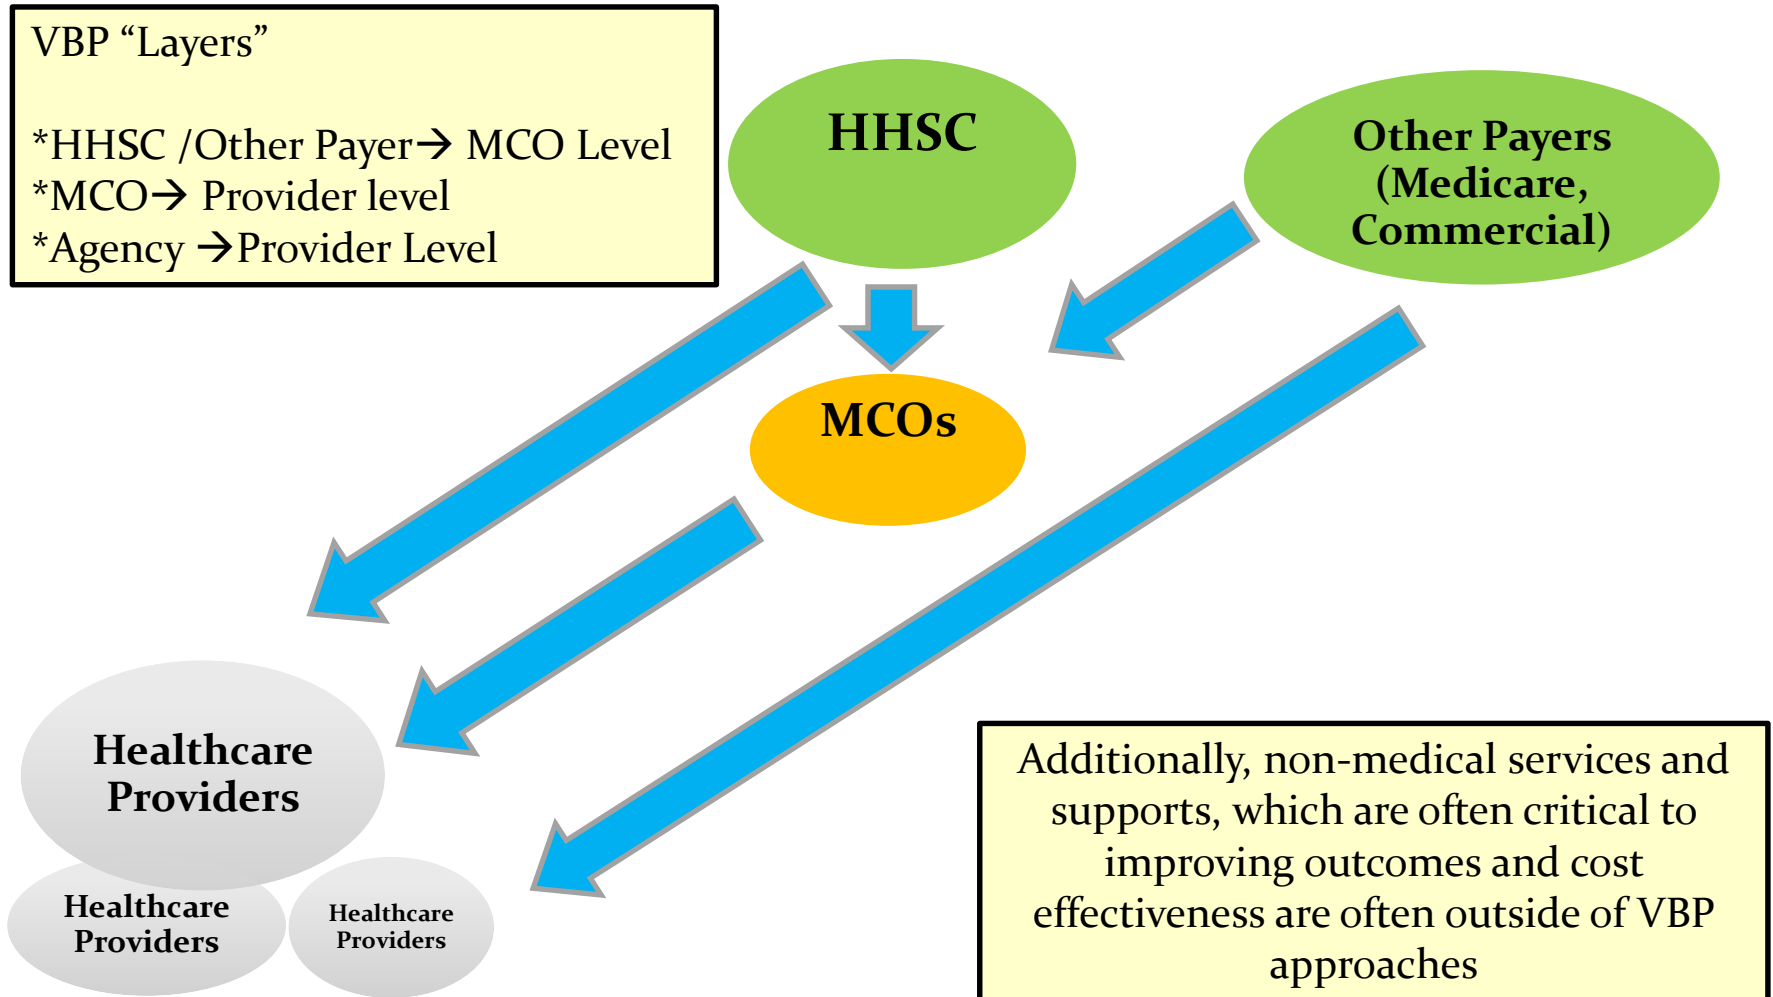 VBP “Layers”
*HHSC /Other Payer→ MCO Level
*MCO→ Provider level
*Agency →Provider Level
HHSC
Other Payers
(Medicare,
Commercial)
MCOs
Healthcare
Providers
Healthcare
Providers
Healthcare
Providers
Additionally, non-medical services and
supports, which are often critical to
improving outcomes and cost
effectiveness are often outside of VBP
approaches